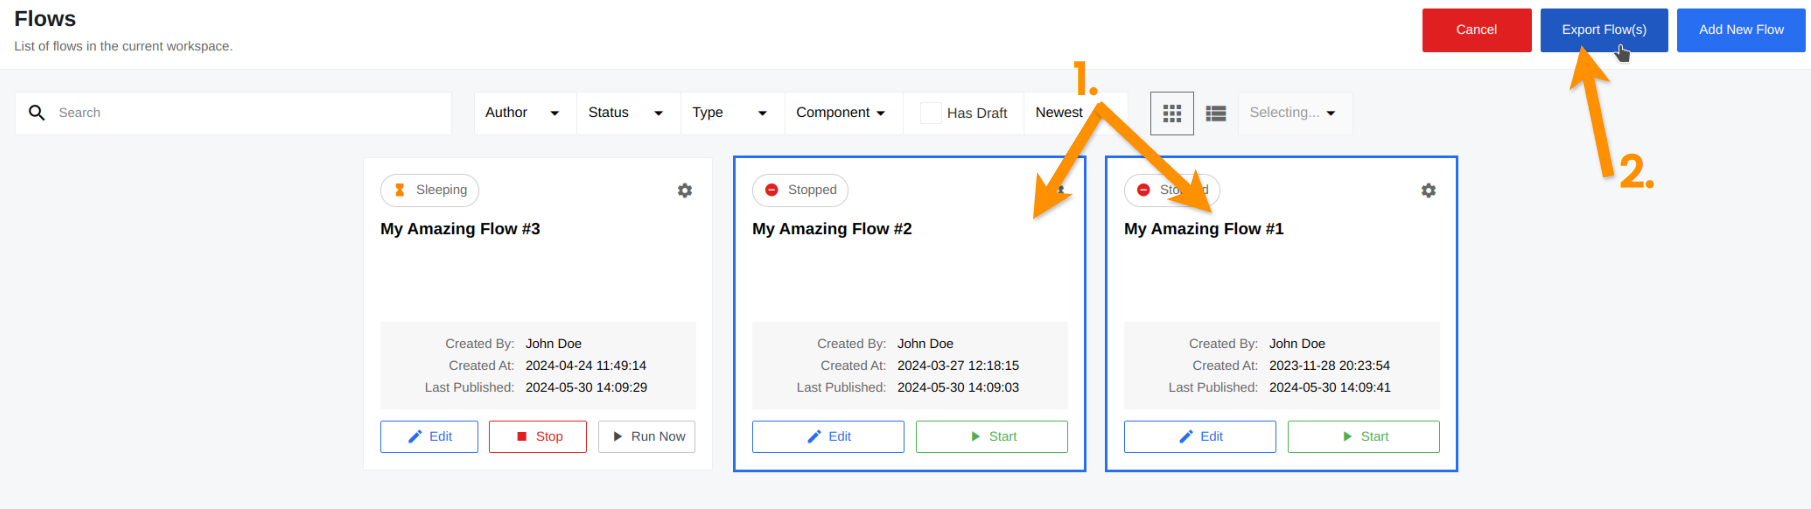 Flows
List of flows in the current workspace.
Cancel
Export Flow(s)
Add New Flow
1.
2.
Search
Author
Status
Type
Component
Has Draft
Newest
Selecting...
Sleeping
My Amazing Flow #3
Created By: John Doe
Created At: 2024-04-24 11:49:14
Last Published: 2024-05-30 14:09:29
Edit
Stop
Run Now
Stopped
My Amazing Flow #2
Created By: John Doe
Created At: 2024-03-27 12:18:15
Last Published: 2024-05-30 14:09:03
Edit
Start
My Amazing Flow #1
Created By: John Doe
Created At: 2023-11-28 20:23:54
Last Published: 2024-05-30 14:09:41
Edit
Start